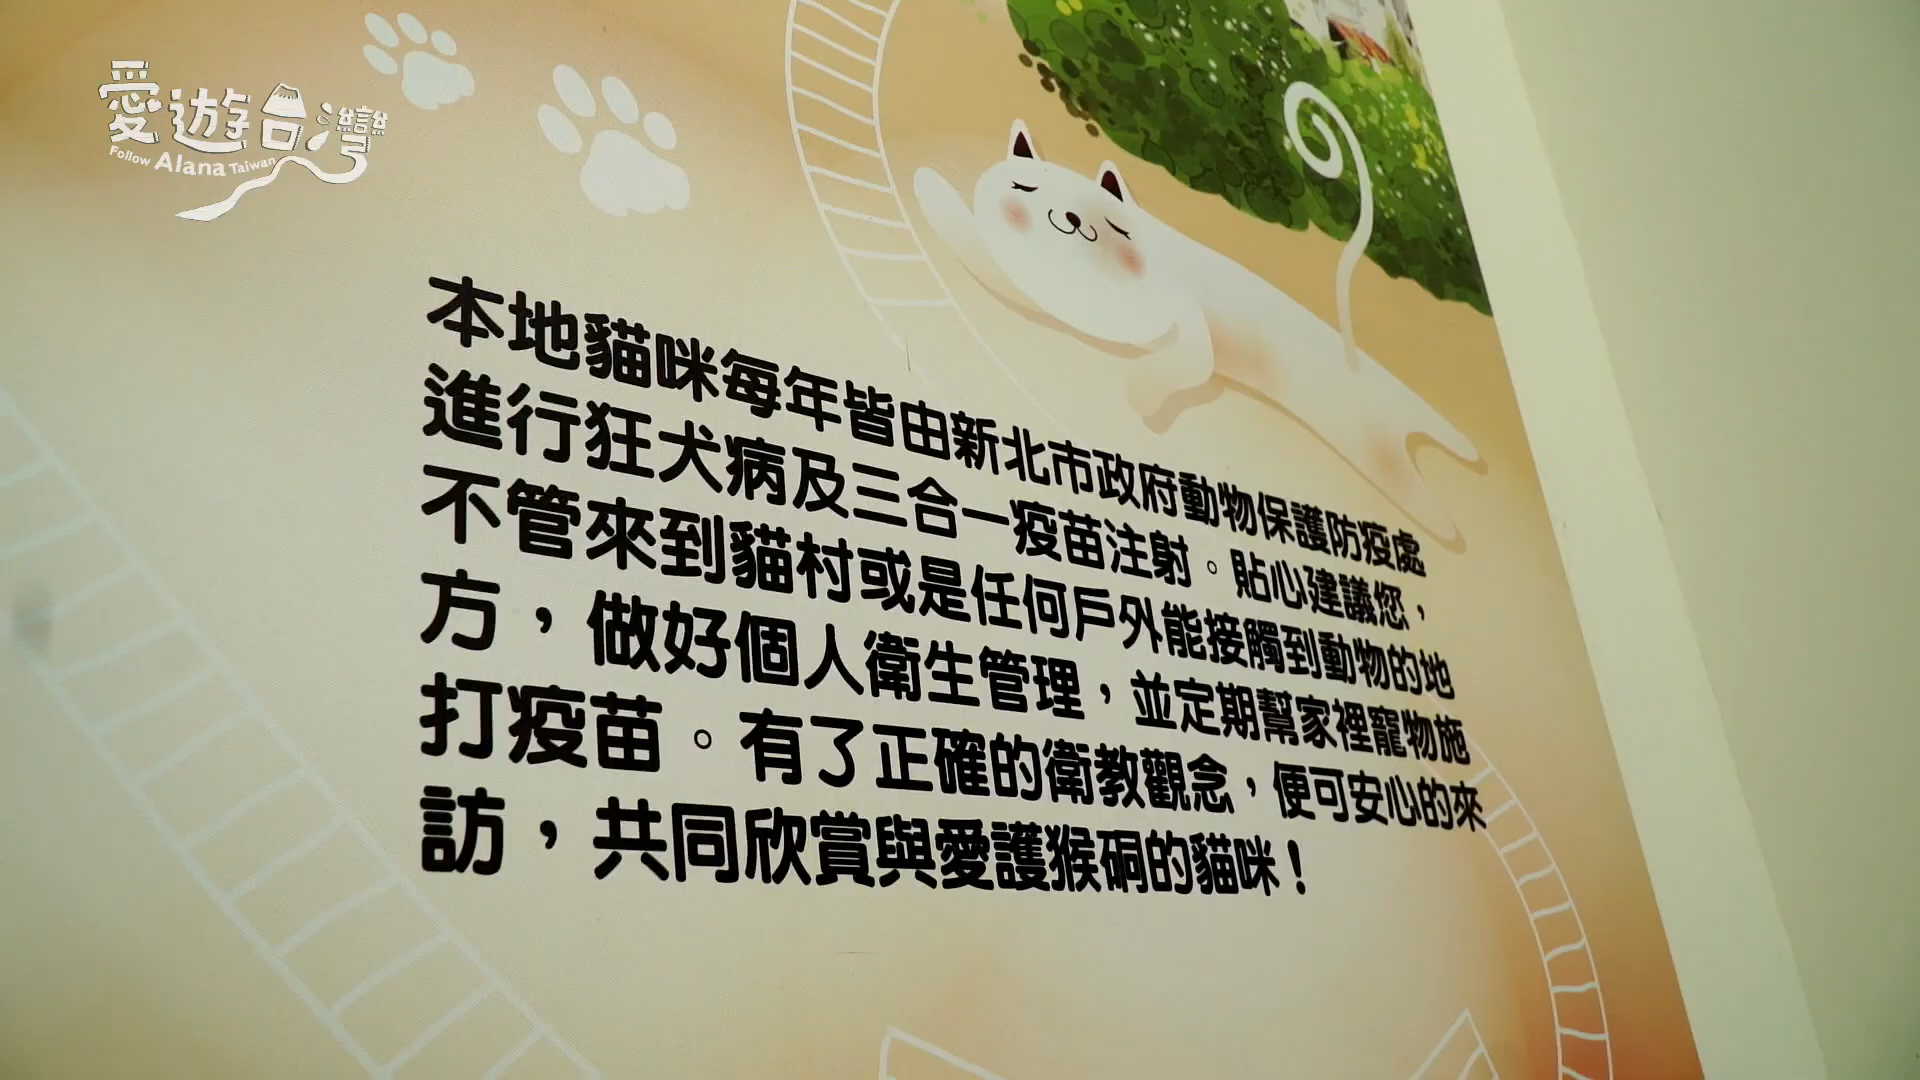 愛遊台灣
Follow Alana Taiwan
本地貓咪每年皆由新北市政府動物保護防疫處
進行狂犬病及三合一疫苗注射。貼心建議您，
不管來到貓村或是任何戶外能接觸到動物的地
方，做好個人衛生管理，並定期幫家裡寵物施
打疫苗。有了正確的衛教觀念，便可安心的來
訪，共同欣賞與愛護猴硐的貓咪！